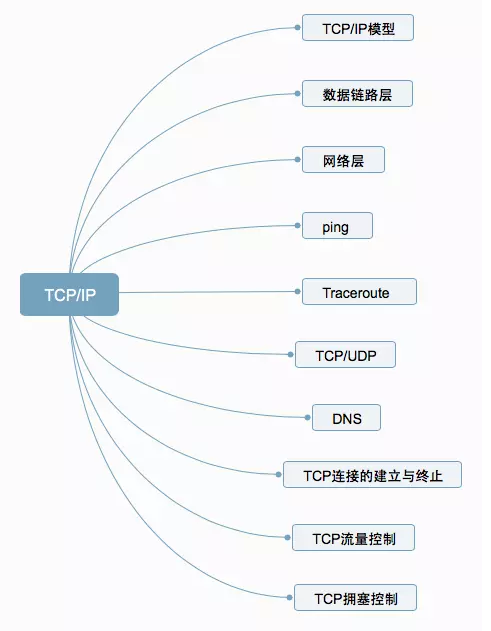 TCP/IP模型
数据链路层
网络层
ping
TCP/IP
Traceroute
TCP/UDP
DNS
TCP连接的建立与终止
TCP流量控制
TCP拥塞控制